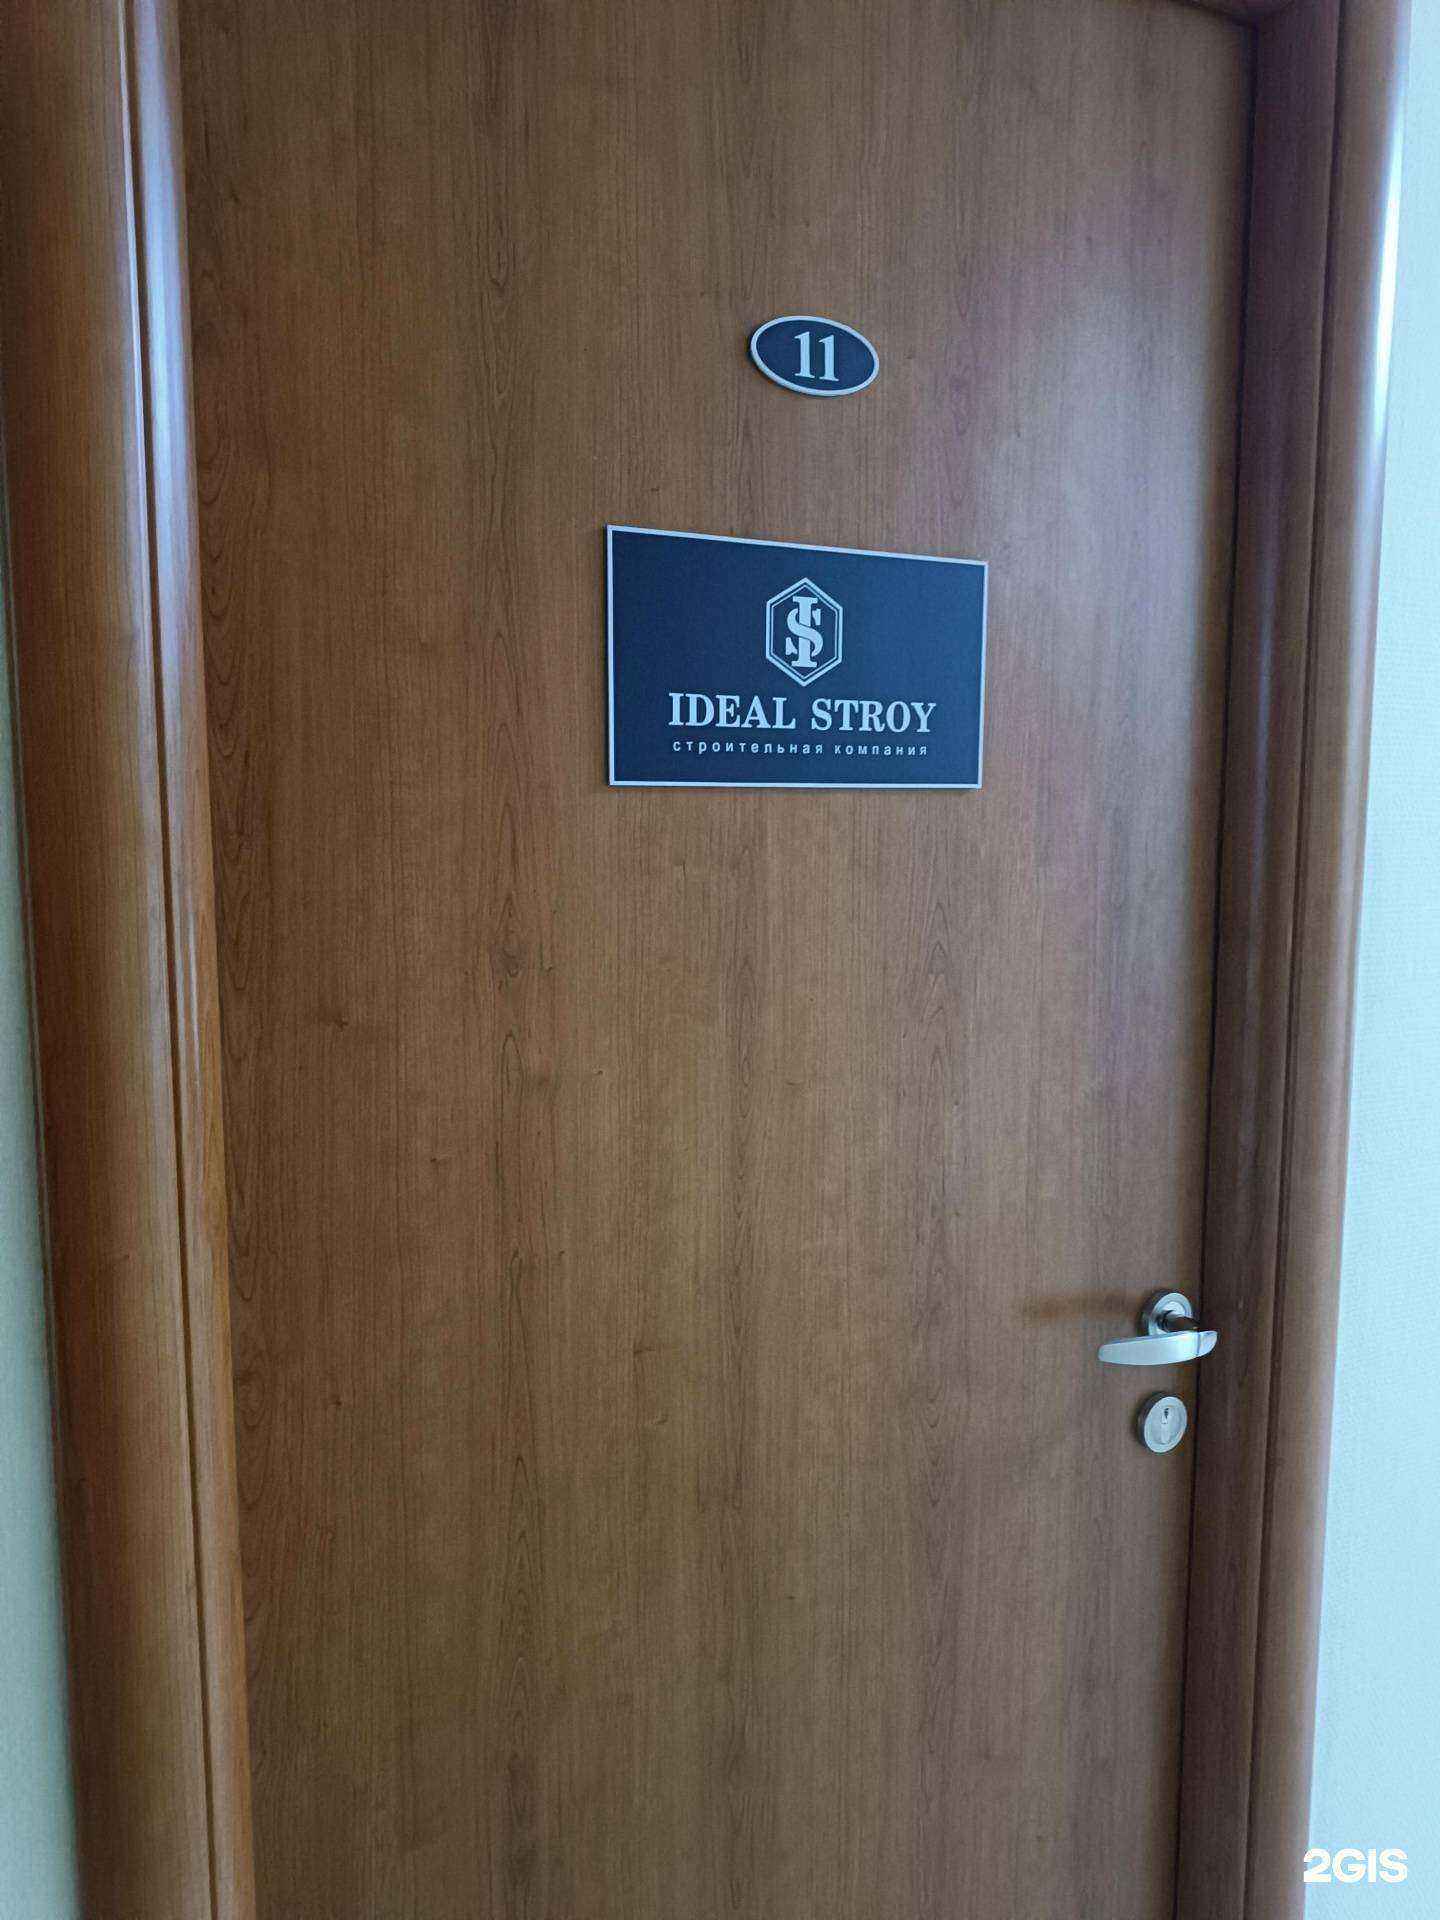 11
IS
IDEAL STROY
строительная компания
2GIS